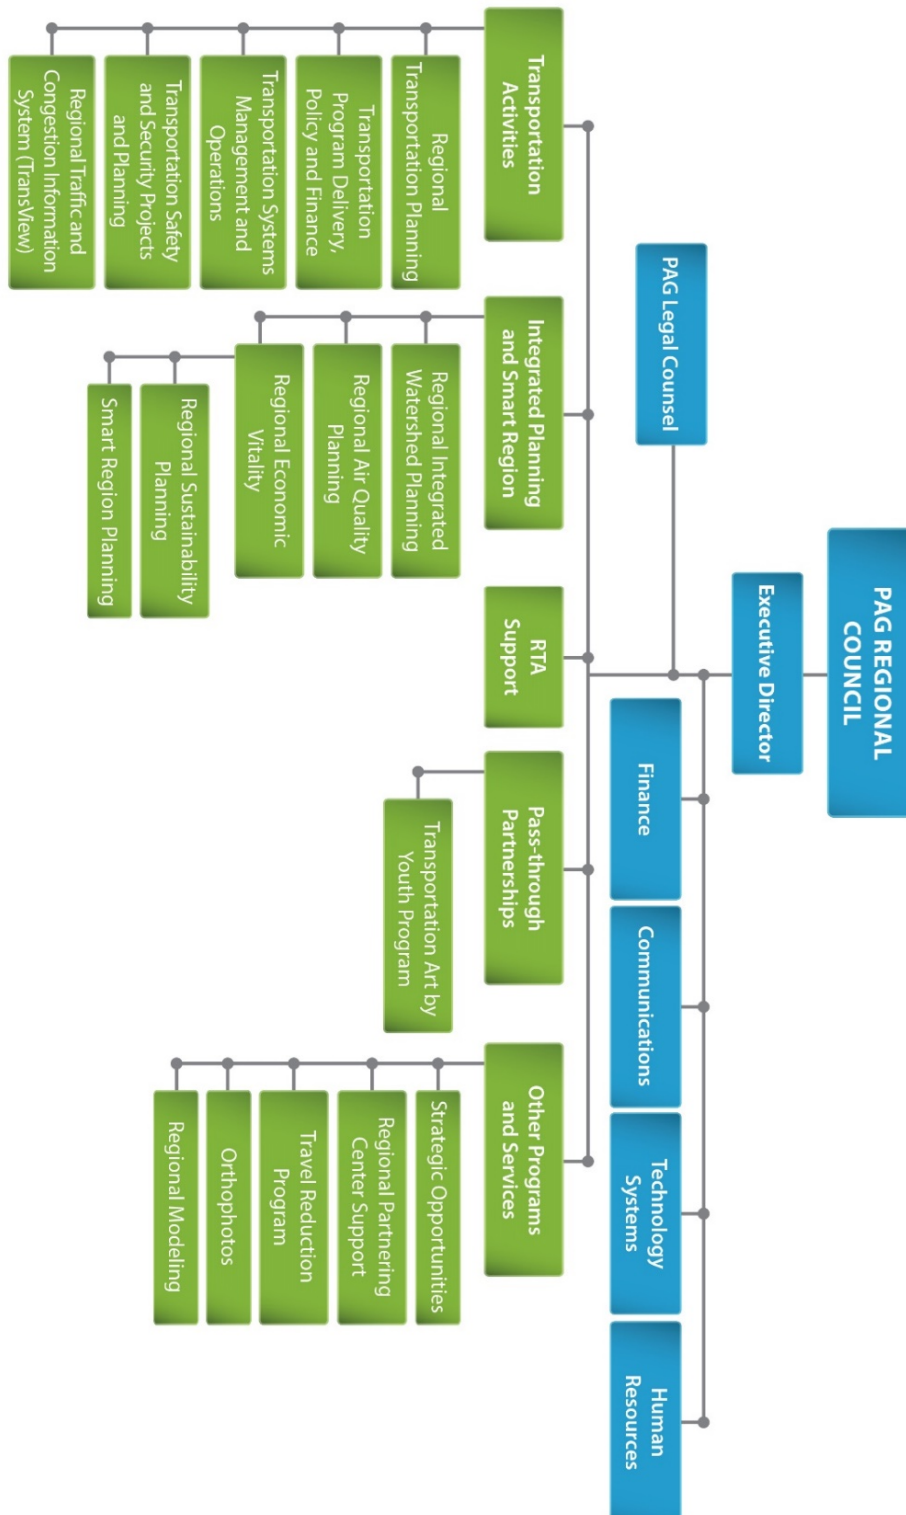 PAG REGIONAL
COUNCIL
Executive Director
PAG Legal Counsel
Finance
Communications
Technology
Systems
Human
Resources
Transportation
Activities
Regional
Transportation Planning
Transportation
Program Delivery,
Policy and Finance
Transportation Systems
Management and
Operations
Transportation Safety
and Security Projects
and Planning
Regional Traffic and
Congestion Information
System (TransView)
Integrated Planning
and Smart Region
Regional Integrated
Watershed Planning
Regional Air Quality
Planning
Regional Economic
Vitality
Regional Sustainability
Planning
Smart Region Planning
RTA
Support
Pass-through
Partnerships
Transportation Art by
Youth Program
Other Programs
and Services
Strategic Opportunities
Regional Partnering
Center Support
Travel Reduction
Program
Orthophotos
Regional Modeling